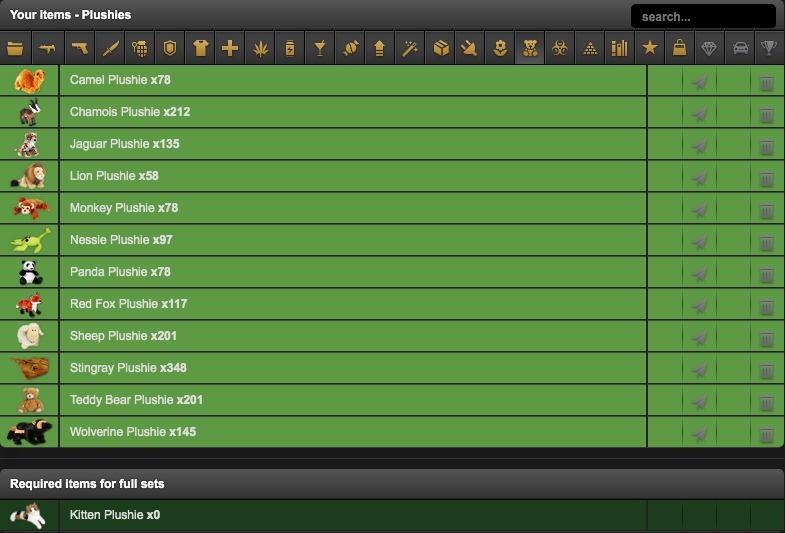 Your Items - Plushies
search...
Camel Plushie x78
Chamois Plushie x212
Jaguar Plushie x135
Lion Plushie x58
Monkey Plushie x78
Nessie Plushie x97
Panda Plushie x78
Red Fox Plushie x117
Sheep Plushie x201
Stingray Plushie x348
Teddy Bear Plushie x201
Wolverine Plushie x145
Required items for full sets
Kitten Plushie x0